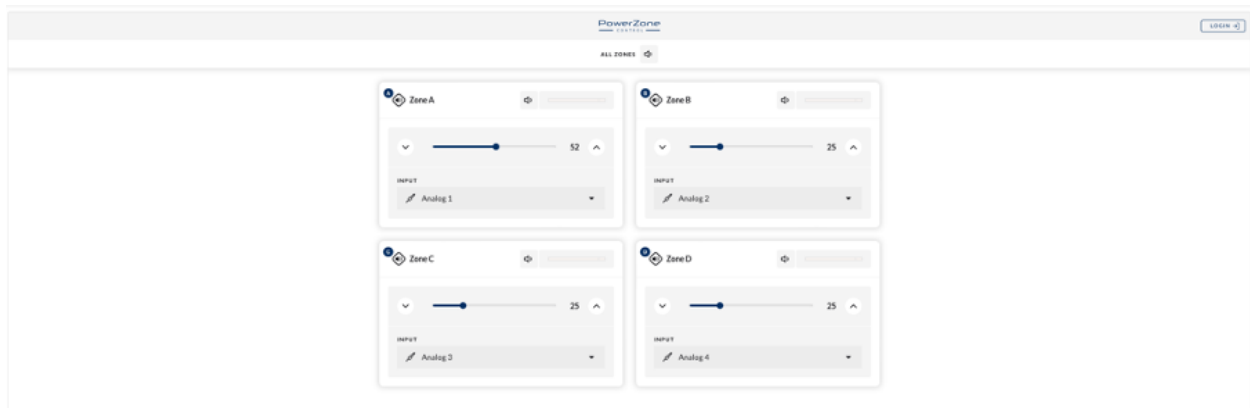 PowerZone
CONTROL
LOGIN
ALL ZONES
A
Zone A
52
INPUT
Analog 1
B
Zone B
25
INPUT
Analog 2
C
Zone C
25
INPUT
Analog 3
D
Zone D
25
INPUT
Analog 4